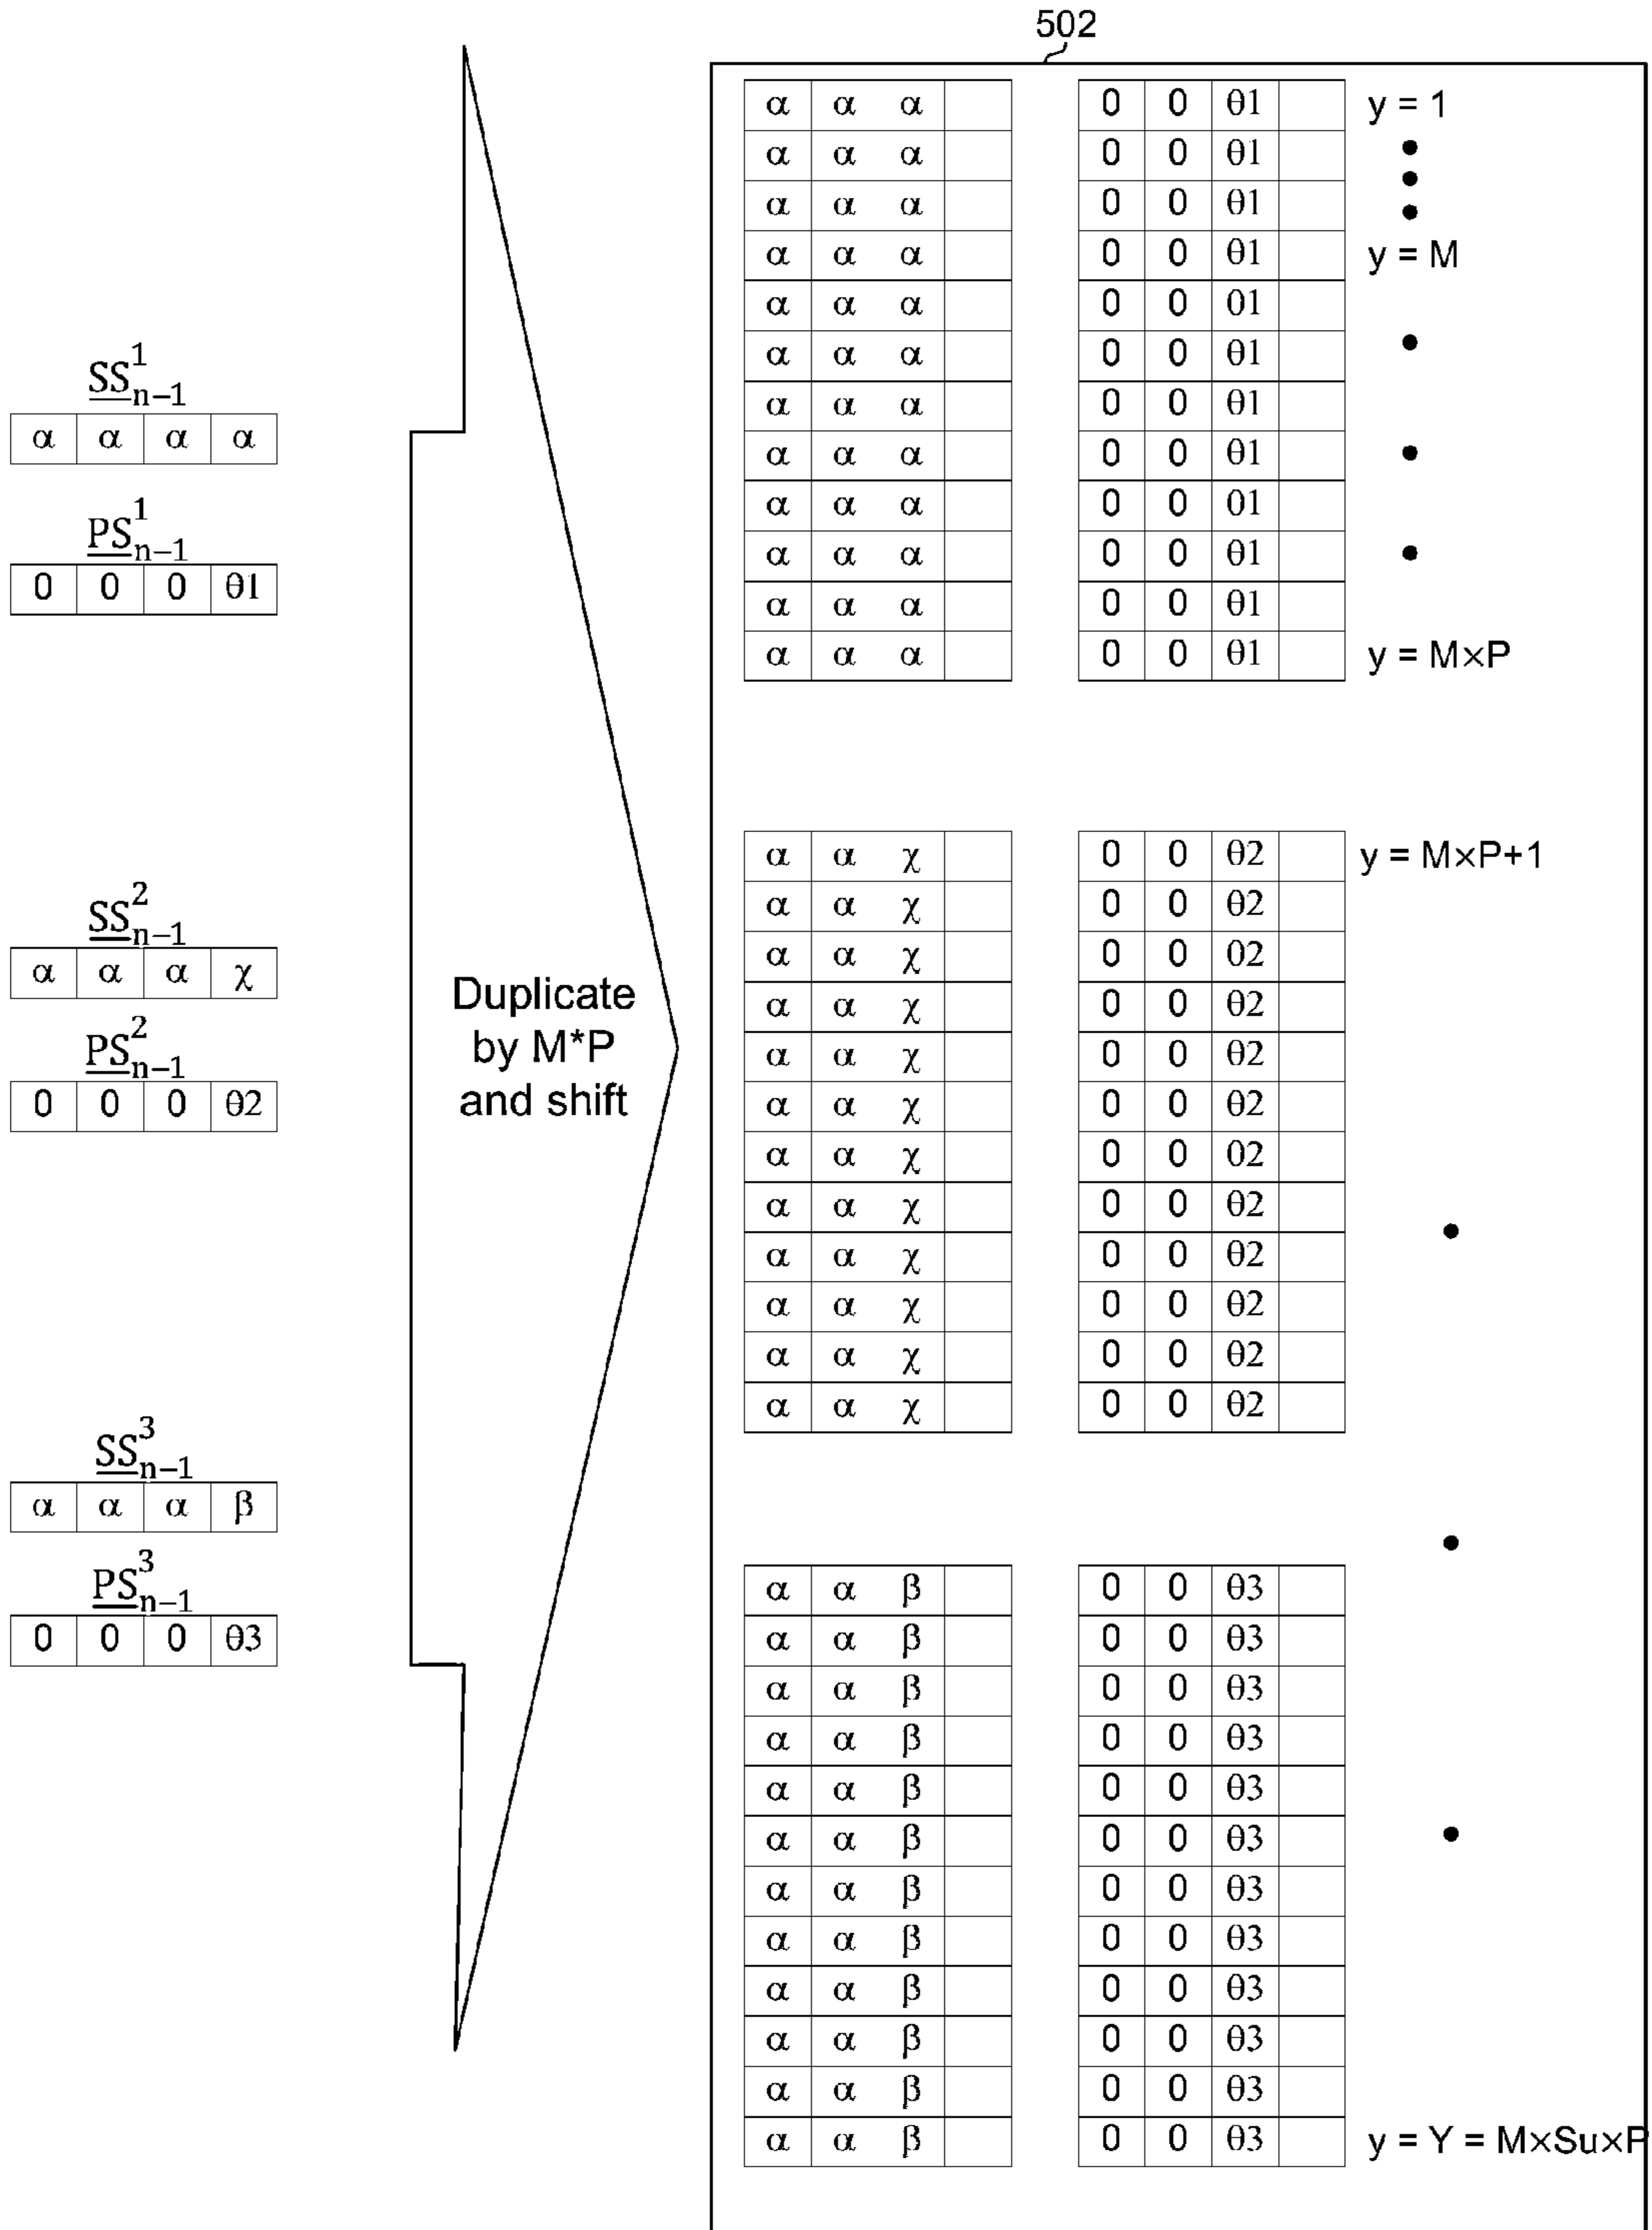 502
α α α 0 0 θ1 y = 1
α α α 0 0 θ1
α α α 0 0 θ1
α α α 0 0 θ1 y = M
α α α 0 0 θ1
α α α 0 0 θ1
α α α 0 0 θ1
α α α 0 0 θ1
α α α 0 0 θ1
α α α 0 0 θ1
α α α 0 0 θ1
α α α 0 0 θ1 y = M×P
SS¹ₙ₋₁
α α α α
PS¹ₙ₋₁
0 0 0 θ1
α α χ 0 0 θ2 y = M×P+1
α α χ 0 0 θ2
α α χ 0 0 θ2
α α χ 0 0 θ2
α α χ 0 0 θ2
α α χ 0 0 θ2
α α χ 0 0 θ2
α α χ 0 0 θ2
α α χ 0 0 θ2
α α χ 0 0 θ2
α α χ 0 0 θ2
α α χ 0 0 θ2
SS²ₙ₋₁
α α α χ
PS²ₙ₋₁
0 0 0 θ2
Duplicate
by M*P
and shift
SS³ₙ₋₁
α α α β
PS³ₙ₋₁
0 0 0 θ3
α α β 0 0 θ3
α α β 0 0 θ3
α α β 0 0 θ3
α α β 0 0 θ3
α α β 0 0 θ3
α α β 0 0 θ3
α α β 0 0 θ3
α α β 0 0 θ3
α α β 0 0 θ3
α α β 0 0 θ3
α α β 0 0 θ3
α α β 0 0 θ3 y = Y = M×Su×P